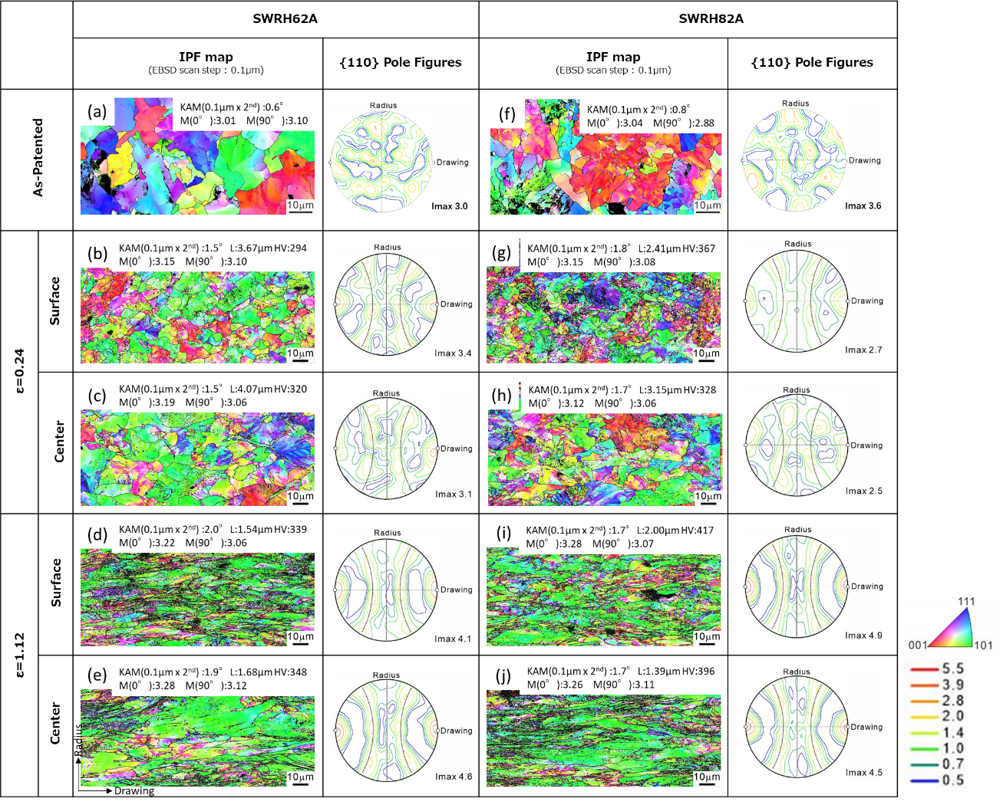 SWRH62A
SWRH82A
IPF map
(EBSD scan step : 0.1μm)
{110} Pole Figures
IPF map
(EBSD scan step : 0.1μm)
{110} Pole Figures
As-Patented
(a)
KAM(0.1μm x 2nd) :0.6°
M(0° ):3.01 M(90° ):3.10
10μm
Radius
Drawing
Imax 3.0
(f)
KAM(0.1μm x 2nd) :0.8°
M(0° ):3.04 M(90° ):2.88
10μm
Radius
Drawing
Imax 3.6
ε=0.24
Surface
(b)
KAM(0.1μm x 2nd) :1.5° L:3.67μm HV:294
M(0° ):3.15 M(90° ):3.10
10μm
Radius
Drawing
Imax 3.4
(g)
KAM(0.1μm x 2nd) :1.8° L:2.41μm HV:367
M(0° ):3.15 M(90° ):3.08
10μm
Radius
Drawing
Imax 2.7
Center
(c)
KAM(0.1μm x 2nd) :1.5° L:4.07μm HV:320
M(0° ):3.19 M(90° ):3.06
10μm
Radius
Drawing
Imax 3.1
(h)
KAM(0.1μm x 2nd) :1.7° L:3.15μm HV:328
M(0° ):3.12 M(90° ):3.06
10μm
Radius
Drawing
Imax 2.5
ε=1.12
Surface
(d)
KAM(0.1μm x 2nd) :2.0° L:1.54μm HV:339
M(0° ):3.22 M(90° ):3.06
10μm
Radius
Drawing
Imax 4.1
(i)
KAM(0.1μm x 2nd) :1.7° L:2.00μm HV:417
M(0° ):3.28 M(90° ):3.07
10μm
Radius
Drawing
Imax 4.9
Center
(e)
KAM(0.1μm x 2nd) :1.9° L:1.68μm HV:348
M(0° ):3.28 M(90° ):3.12
Radius
Drawing
10μm
Radius
Drawing
Imax 4.6
(j)
KAM(0.1μm x 2nd) :1.7° L:1.39μm HV:396
M(0° ):3.26 M(90° ):3.11
10μm
Radius
Drawing
Imax 4.5
111
001
101
5.5
3.9
2.8
2.0
1.4
1.0
0.7
0.5